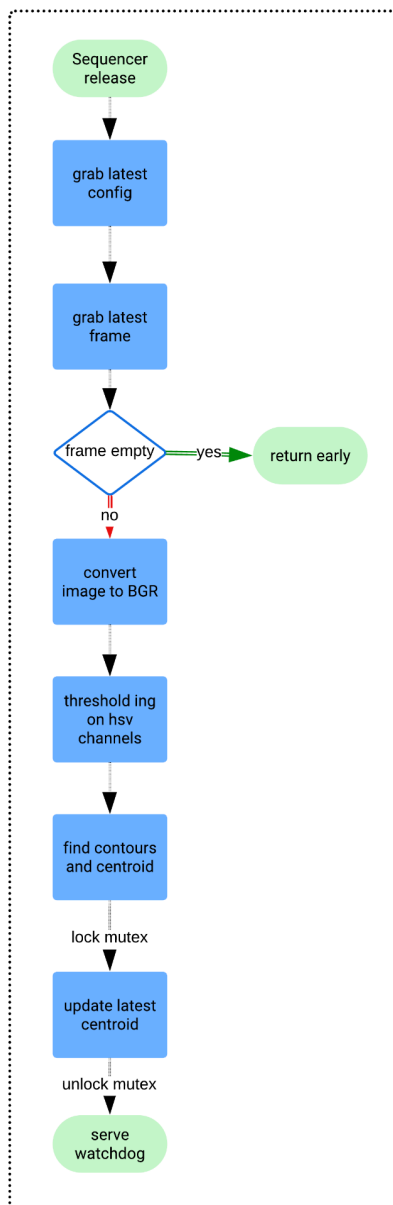 Sequencer
release
grab latest
config
grab latest
frame
frame empty
yes
return early
no
convert
image to BGR
threshold ing
on hsv
channels
find contours
and centroid
lock mutex
update latest
centroid
unlock mutex
serve
watchdog